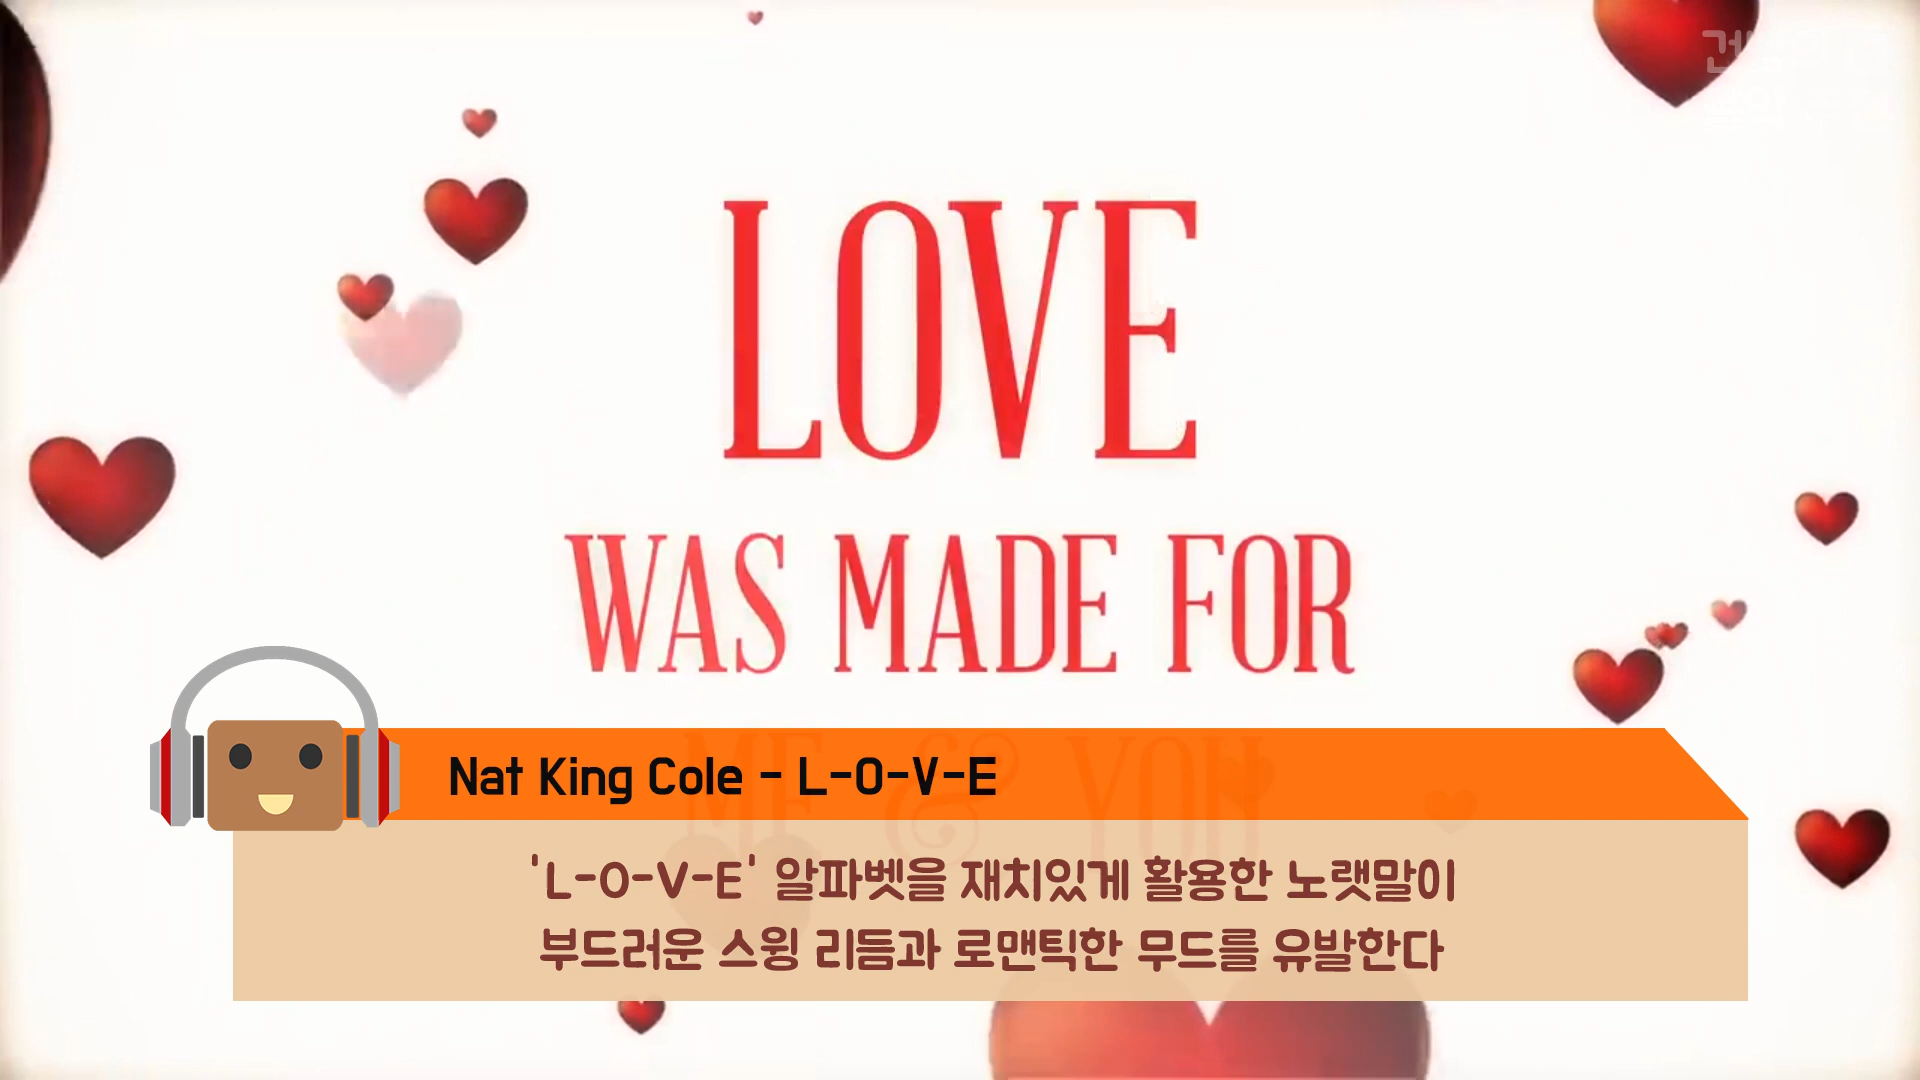 LOVE
WAS MADE FOR
ME & YOU
Nat King Cole - L-O-V-E
'L-O-V-E' 알파벳을 재치있게 활용한 노랫말이
부드러운 스윙 리듬과 로맨틱한 무드를 유발한다